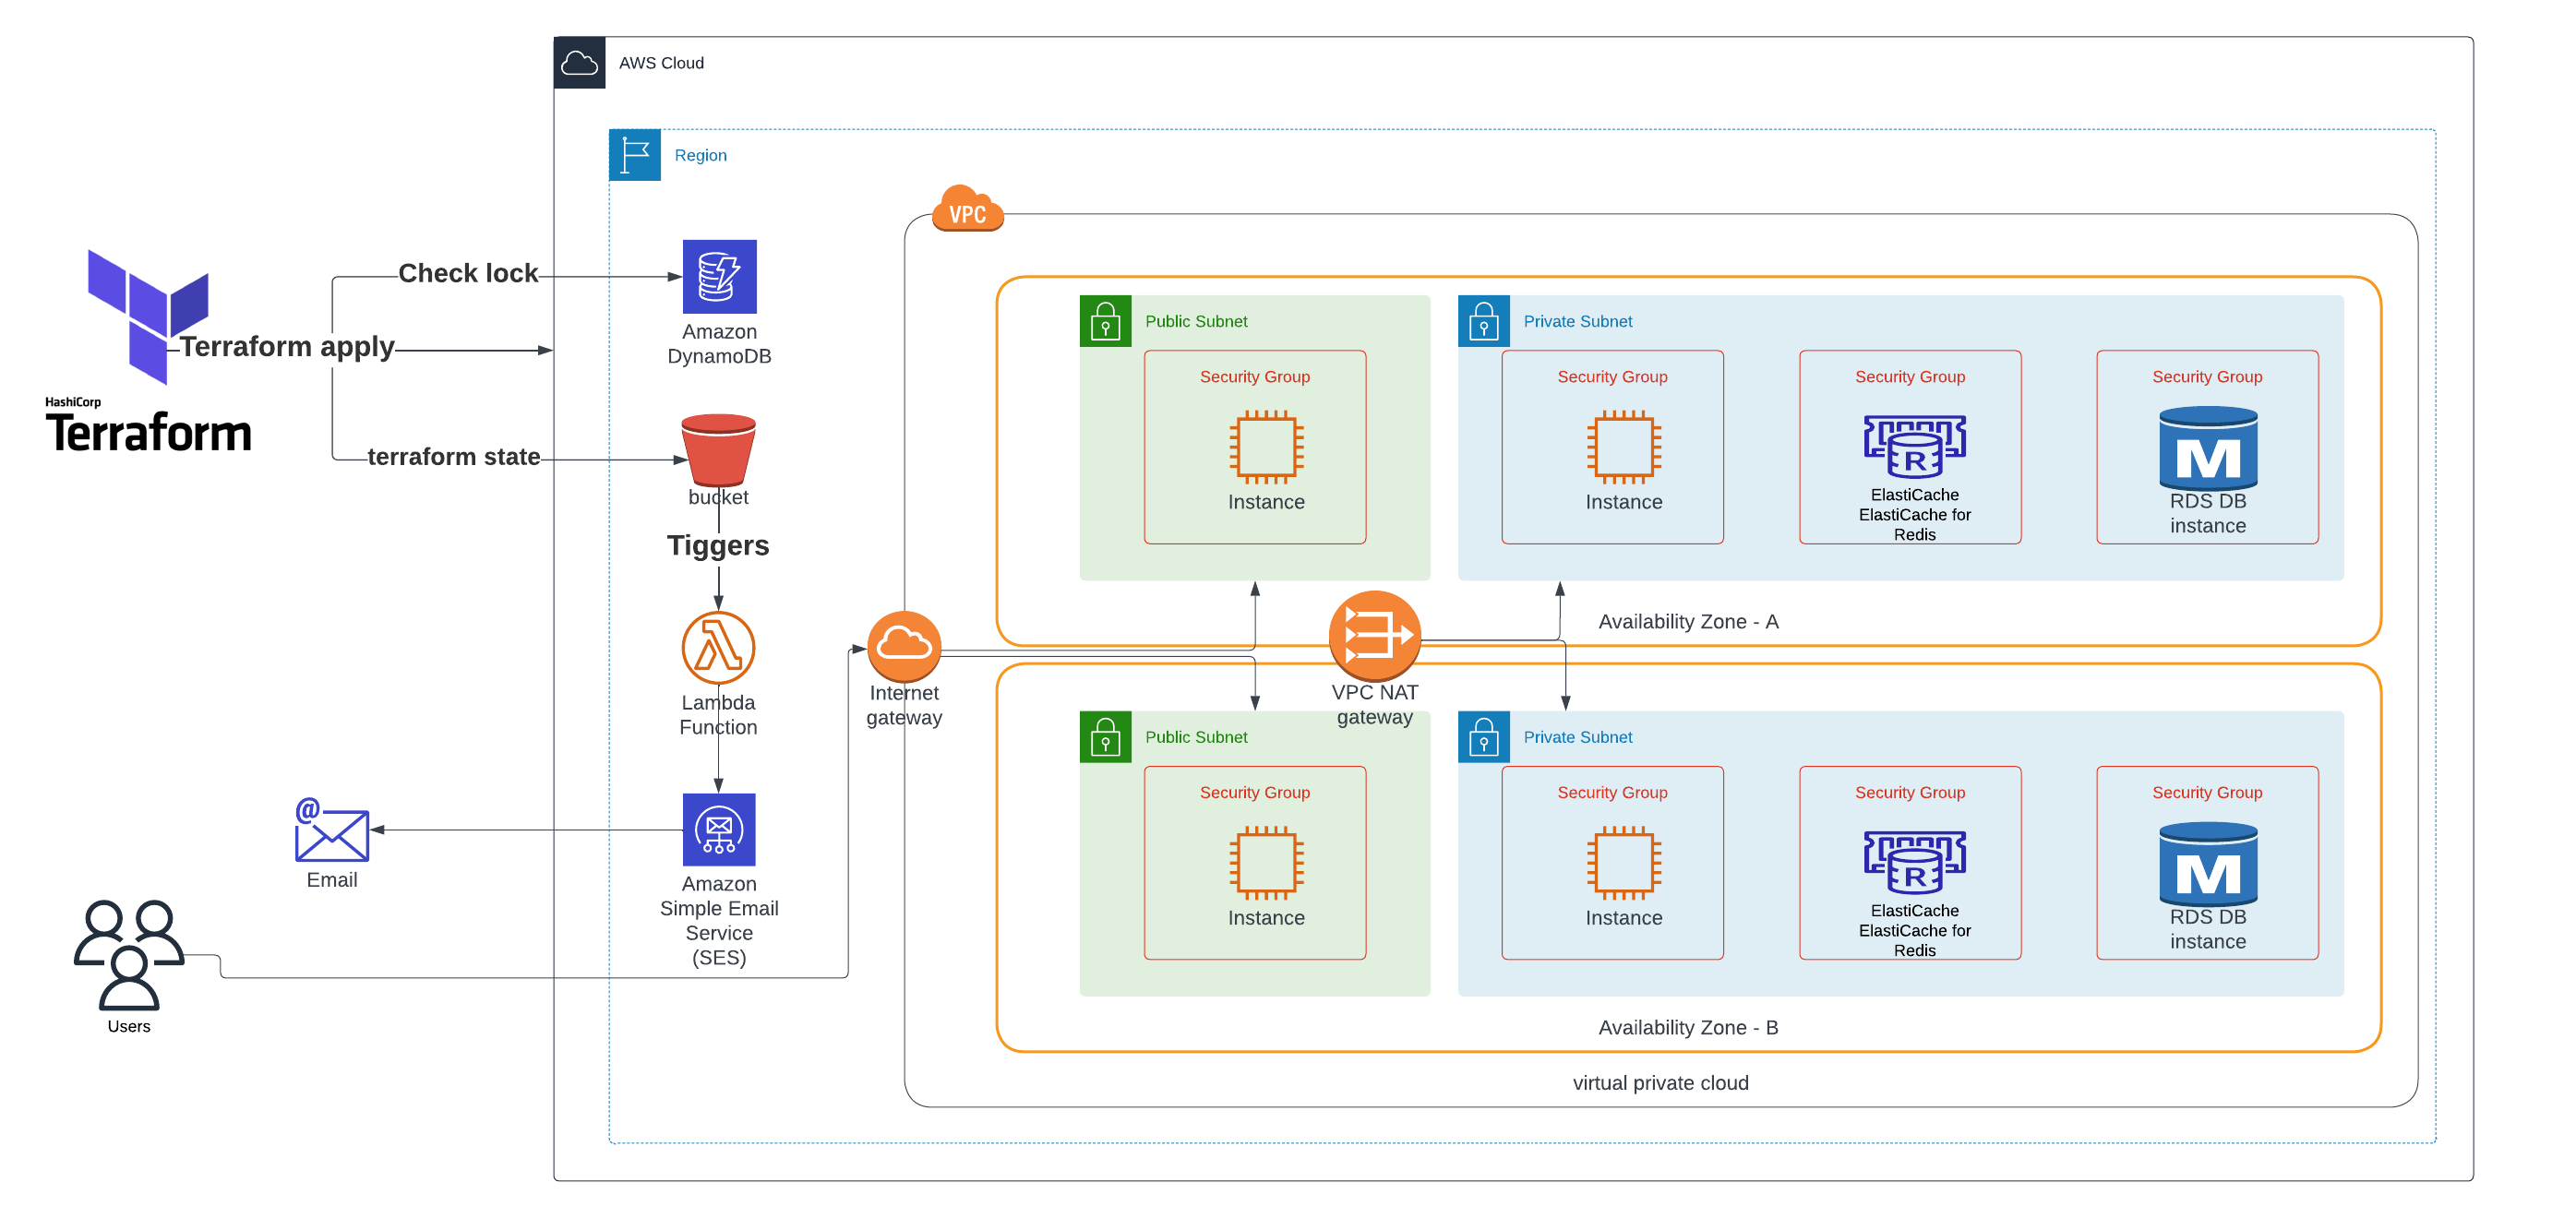 AWS Cloud
Region
VPC
Check lock
Amazon
DynamoDB
Terraform apply
HashiCorp
Terraform
terraform state
bucket
Tiggers
Lambda
Function
Internet
gateway
Amazon
Simple Email
Service
(SES)
@
Email
Users
Public Subnet
Security Group
Instance
Private Subnet
Security Group
Instance
Security Group
R
ElastiCache
ElastiCache for
Redis
Security Group
M
RDS DB
instance
Availability Zone - A
VPC NAT
gateway
Public Subnet
Security Group
Instance
Private Subnet
Security Group
Instance
Security Group
R
ElastiCache
ElastiCache for
Redis
Security Group
M
RDS DB
instance
Availability Zone - B
virtual private cloud